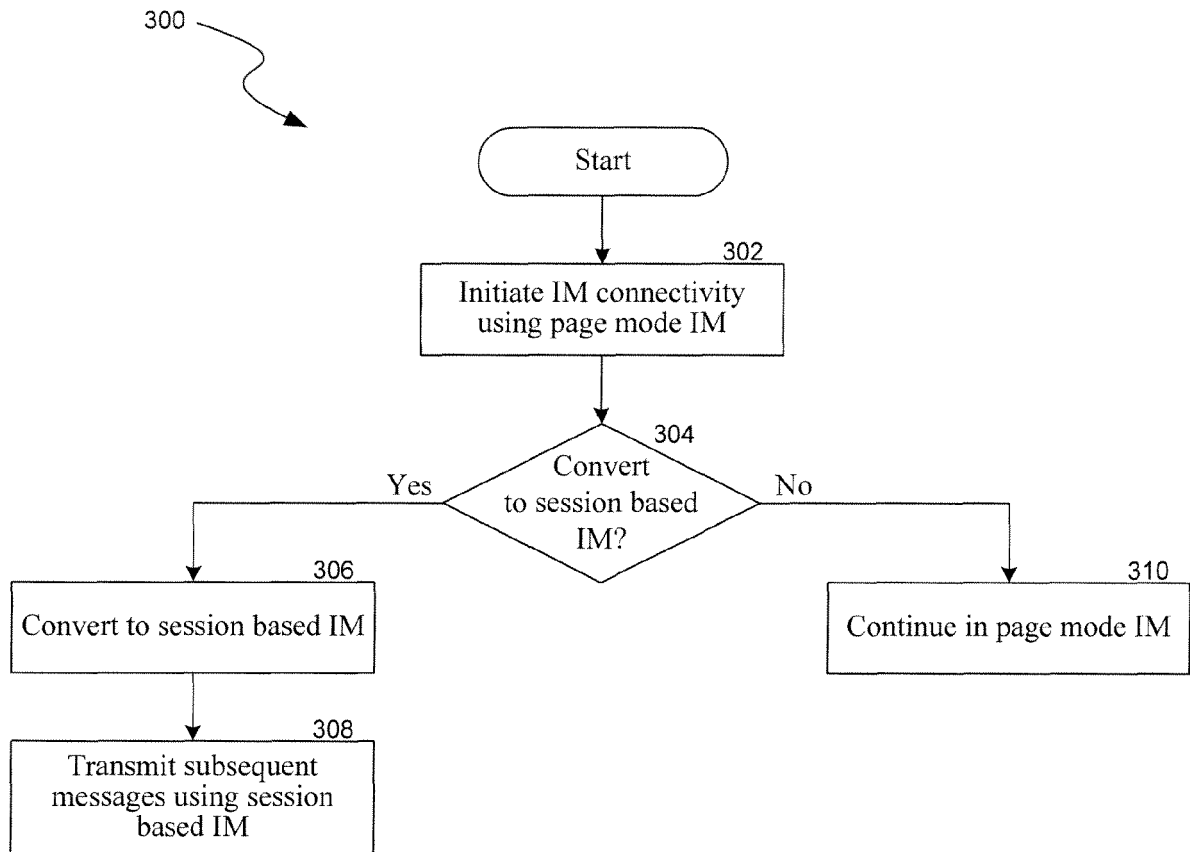 300
Start
302
Initiate IM connectivity
using page mode IM
304
Convert
to session based
IM?
Yes
No
306
Convert to session based IM
310
Continue in page mode IM
308
Transmit subsequent
messages using session
based IM